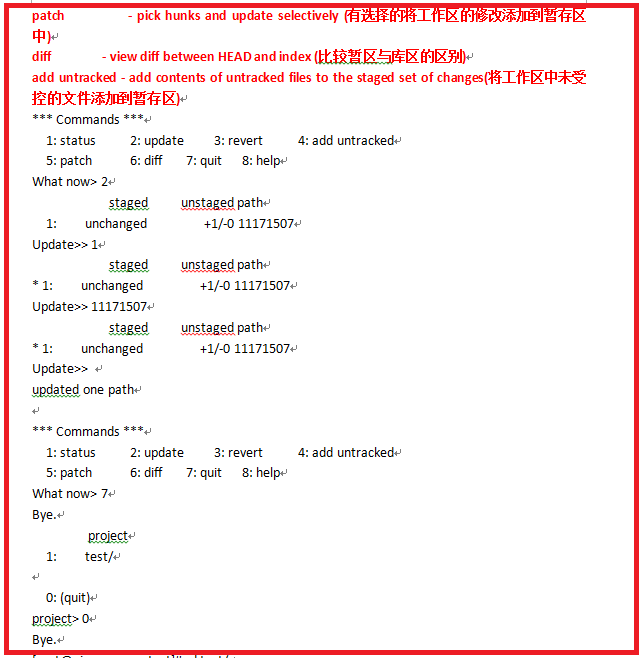 patch - pick hunks and update selectively (有选择的将工作区的修改添加到暂存区
中)
diff - view diff between HEAD and index (比较暂区与库区的区别)
add untracked - add contents of untracked files to the staged set of changes(将工作区中未受
控的文件添加到暂存区)
*** Commands ***
1: status 2: update 3: revert 4: add untracked
5: patch 6: diff 7: quit 8: help
What now> 2
staged unstaged path
1: unchanged +1/-0 11171507
Update>> 1
staged unstaged path
* 1: unchanged +1/-0 11171507
Update>> 11171507
staged unstaged path
* 1: unchanged +1/-0 11171507
Update>>
updated one path
*** Commands ***
1: status 2: update 3: revert 4: add untracked
5: patch 6: diff 7: quit 8: help
What now> 7
Bye.
project
1: test/
0: (quit)
project> 0
Bye.